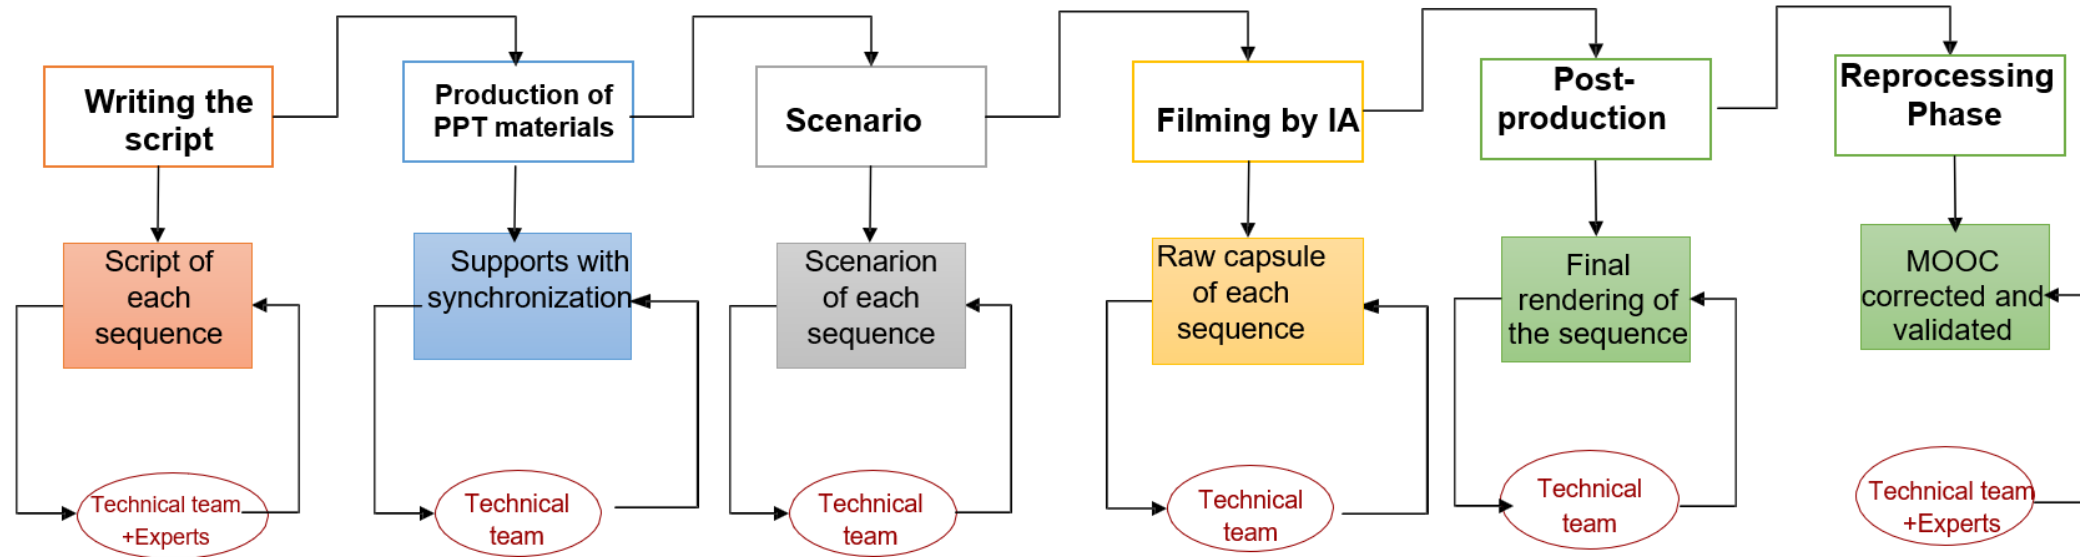 Writing the
script
Production of
PPT materials
Scenario
Filming by IA
Post-
production
Reprocessing
Phase
Script of
each
sequence
Supports with
synchronization
Scenarion
of each
sequence
Raw capsule
of each
sequence
Final
rendering of
the sequence
MOOC
corrected and
validated
Technical team
+Experts
Technical
team
Technical
team
Technical
team
Technical
team
Technical team
+Experts